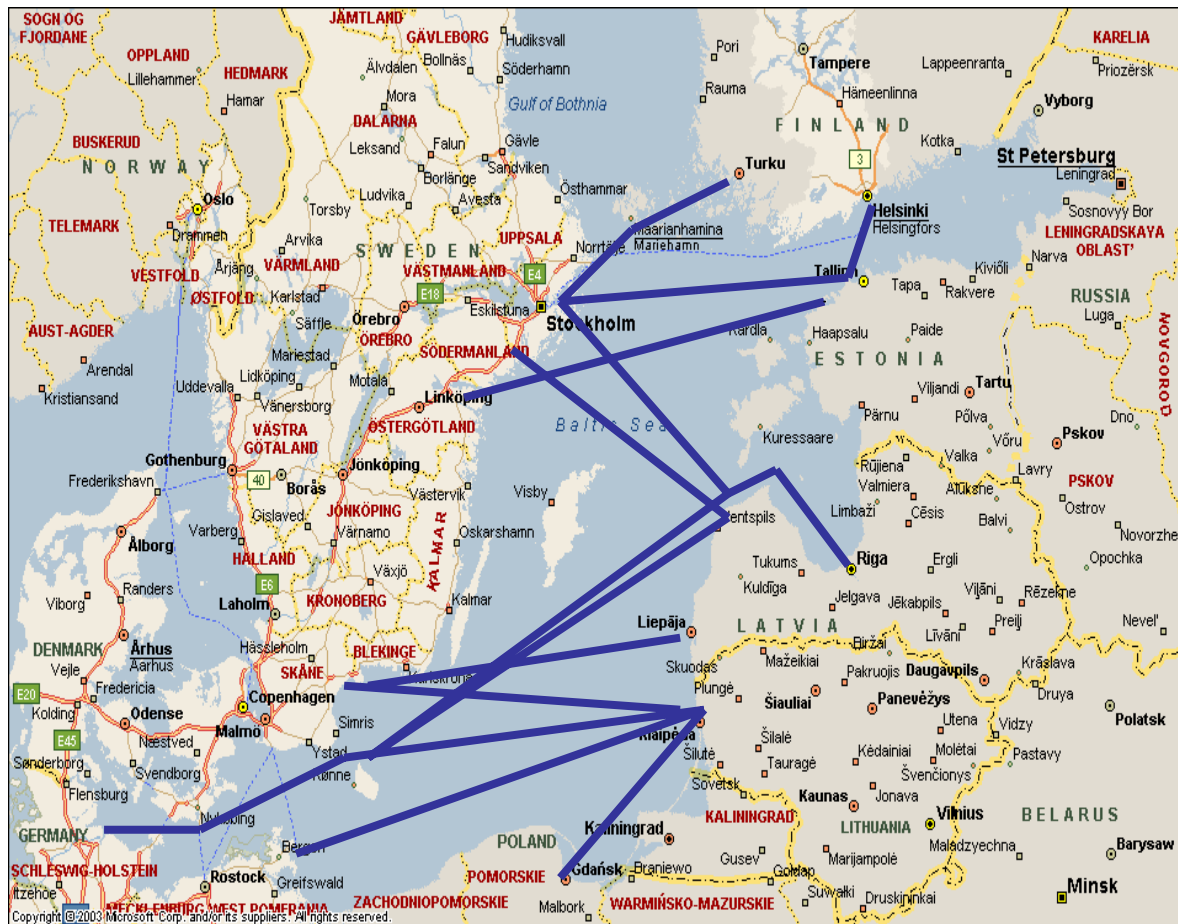 SOGN OG
FJORDANE
JÄMTLAND
GÄVLEBORG
Hudiksvall
Bollnäs
OPPLAND
Lillehammer
HEDMARK
Älvdalen
Söderhamn
Pori
Tampere
Lappeenranta
KARELIA
Priozërsk
Hamar
Mora
Gulf of Bothnia
Rauma
Hämeenlinna
Vyborg
BUSKERUD
DALARNA
Leksand
Falun
Gävle
FINLAND
Kotka
NORWAY
Borlänge
Sandviken
Turku
3
St Petersburg
Leningrad
Oslo
Torsby
Ludvika
Avesta
Östhammar
Helsinki
Helsingfors
Sosnovyy Bor
TELEMARK
Drammen
Arvika
SWEDEN
UPPSALA
Norrtälje
Maarianhamina
Mariehamn
LENINGRADSKAYA
OBLAST'
VESTFOLD
Årjäng
VÄRMLAND
VÄSTMANLAND
E4
Tallinn
Kiviõli
Narva
ØSTFOLD
Karlstad
E18
Eskilstuna
Tapa
Rakvere
RUSSIA
Luga
AUST-AGDER
Säffle
Örebro
ÖREBRO
Stockholm
Kärdla
Haapsalu
Paide
NOVGOROD
Arendal
Mariestad
SÖDERMANLAND
ESTONIA
Kristiansand
Uddevalla
Lidköping
Motala
Linköping
Viljandi
Tartu
Vänersborg
ÖSTERGÖTLAND
Baltic Sea
Pärnu
Põlva
Dno
VÄSTRA
GÖTALAND
Kuressaare
Võru
Pskov
Gothenburg
40
Borås
Jönköping
Rūjiena
Valka
Lavry
Frederikshavn
JÖNKÖPING
Västervik
Visby
Valmiera
Alūksne
PSKOV
Gislaved
KALMAR
Ventspils
Limbaži
Cēsis
Balvi
Ostrov
Ålborg
Varberg
Värnamo
Oskarshamn
Novorzhe
HALLAND
Tukums
Riga
Ergli
Opochka
Viborg
Randers
E6
Växjö
Kuldīga
Viļāni
Rēzekne
Laholm
KRONOBERG
Kalmar
Jelgava
Jēkabpils
DENMARK
Århus
Aarhus
Hässleholm
BLEKINGE
Liepāja
LATVIA
Līvāni
Preiļi
Nevel'
Vejle
SKÅNE
Karlskrona
Skuodas
Mažeikiai
Biržai
E20
Fredericia
Copenhagen
Plungė
Pakruojis
Daugavpils
Krāslava
Kolding
Odense
Malmö
Simris
Šiauliai
Panevėžys
Druya
Polatsk
E45
Næstved
Ystad
Klaipėda
Šilalė
Utena
Vidzy
Sønderborg
Svendborg
Rønne
Šilutė
Tauragė
Kėdainiai
Molėtai
Pastavy
Flensburg
Sovetsk
Švenčionys
Nykøbing
KALININGRAD
Kaunas
Jonava
GERMANY
POLAND
Kaliningrad
LITHUANIA
Vilnius
BELARUS
SCHLESWIG-HOLSTEIN
Bergen
POMORSKIE
Gdańsk
Braniewo
Gusev
Marijampolė
Maladzyechna
Barysaw
Itzehoe
Rostock
Greifswald
Goldap
Suwałki
Minsk
MECKLENBURG-WEST POMERANIA
ZACHODNIOPOMORSKIE
Malbork
WARMIŃSKO-MAZURSKIE
Druskininkai
Copyright © 2003 Microsoft Corp. and/or its suppliers. All rights reserved.